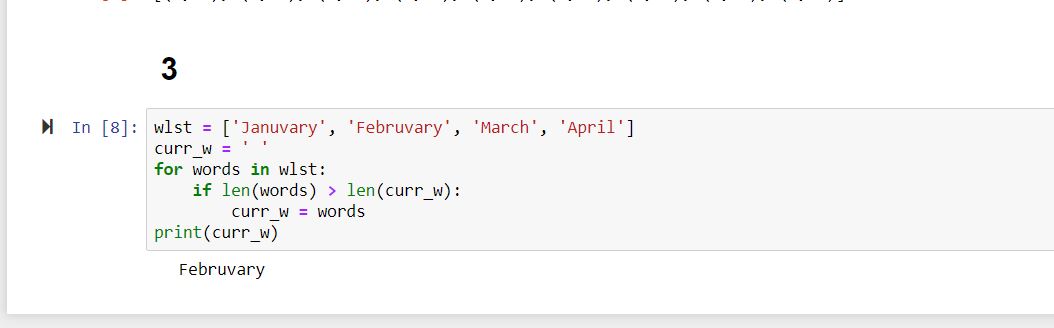 3
In [8]: wlst = ['Januvary', 'Februvary', 'March', 'April']
curr_w = ' '
for words in wlst:
    if len(words) > len(curr_w):
        curr_w = words
print(curr_w)
Februvary